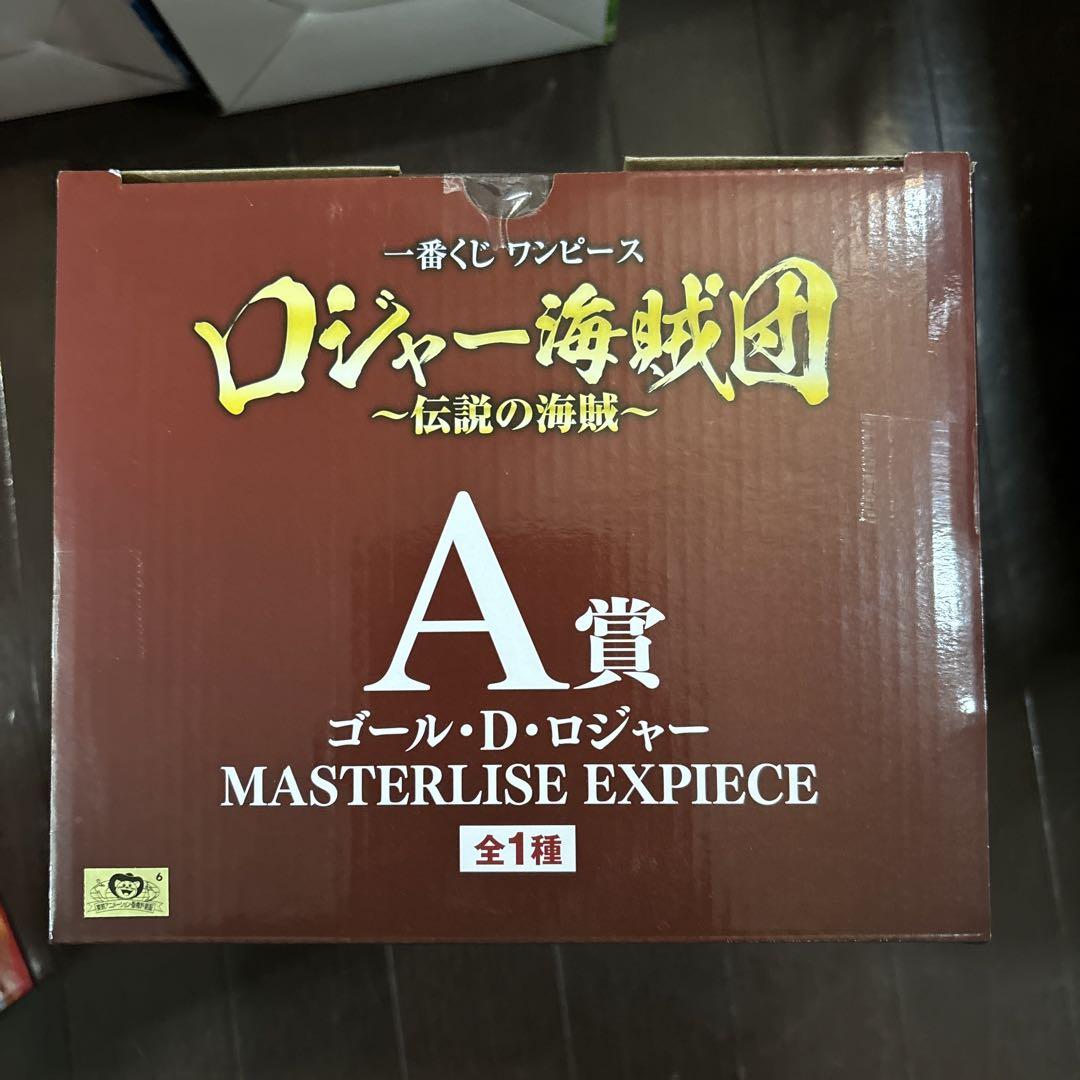 一番くじ ワンピース
ロジャー海賊団
～伝説の海賊～
A賞
ゴール・D・ロジャー
MASTERLISE EXPIECE
全1種
6